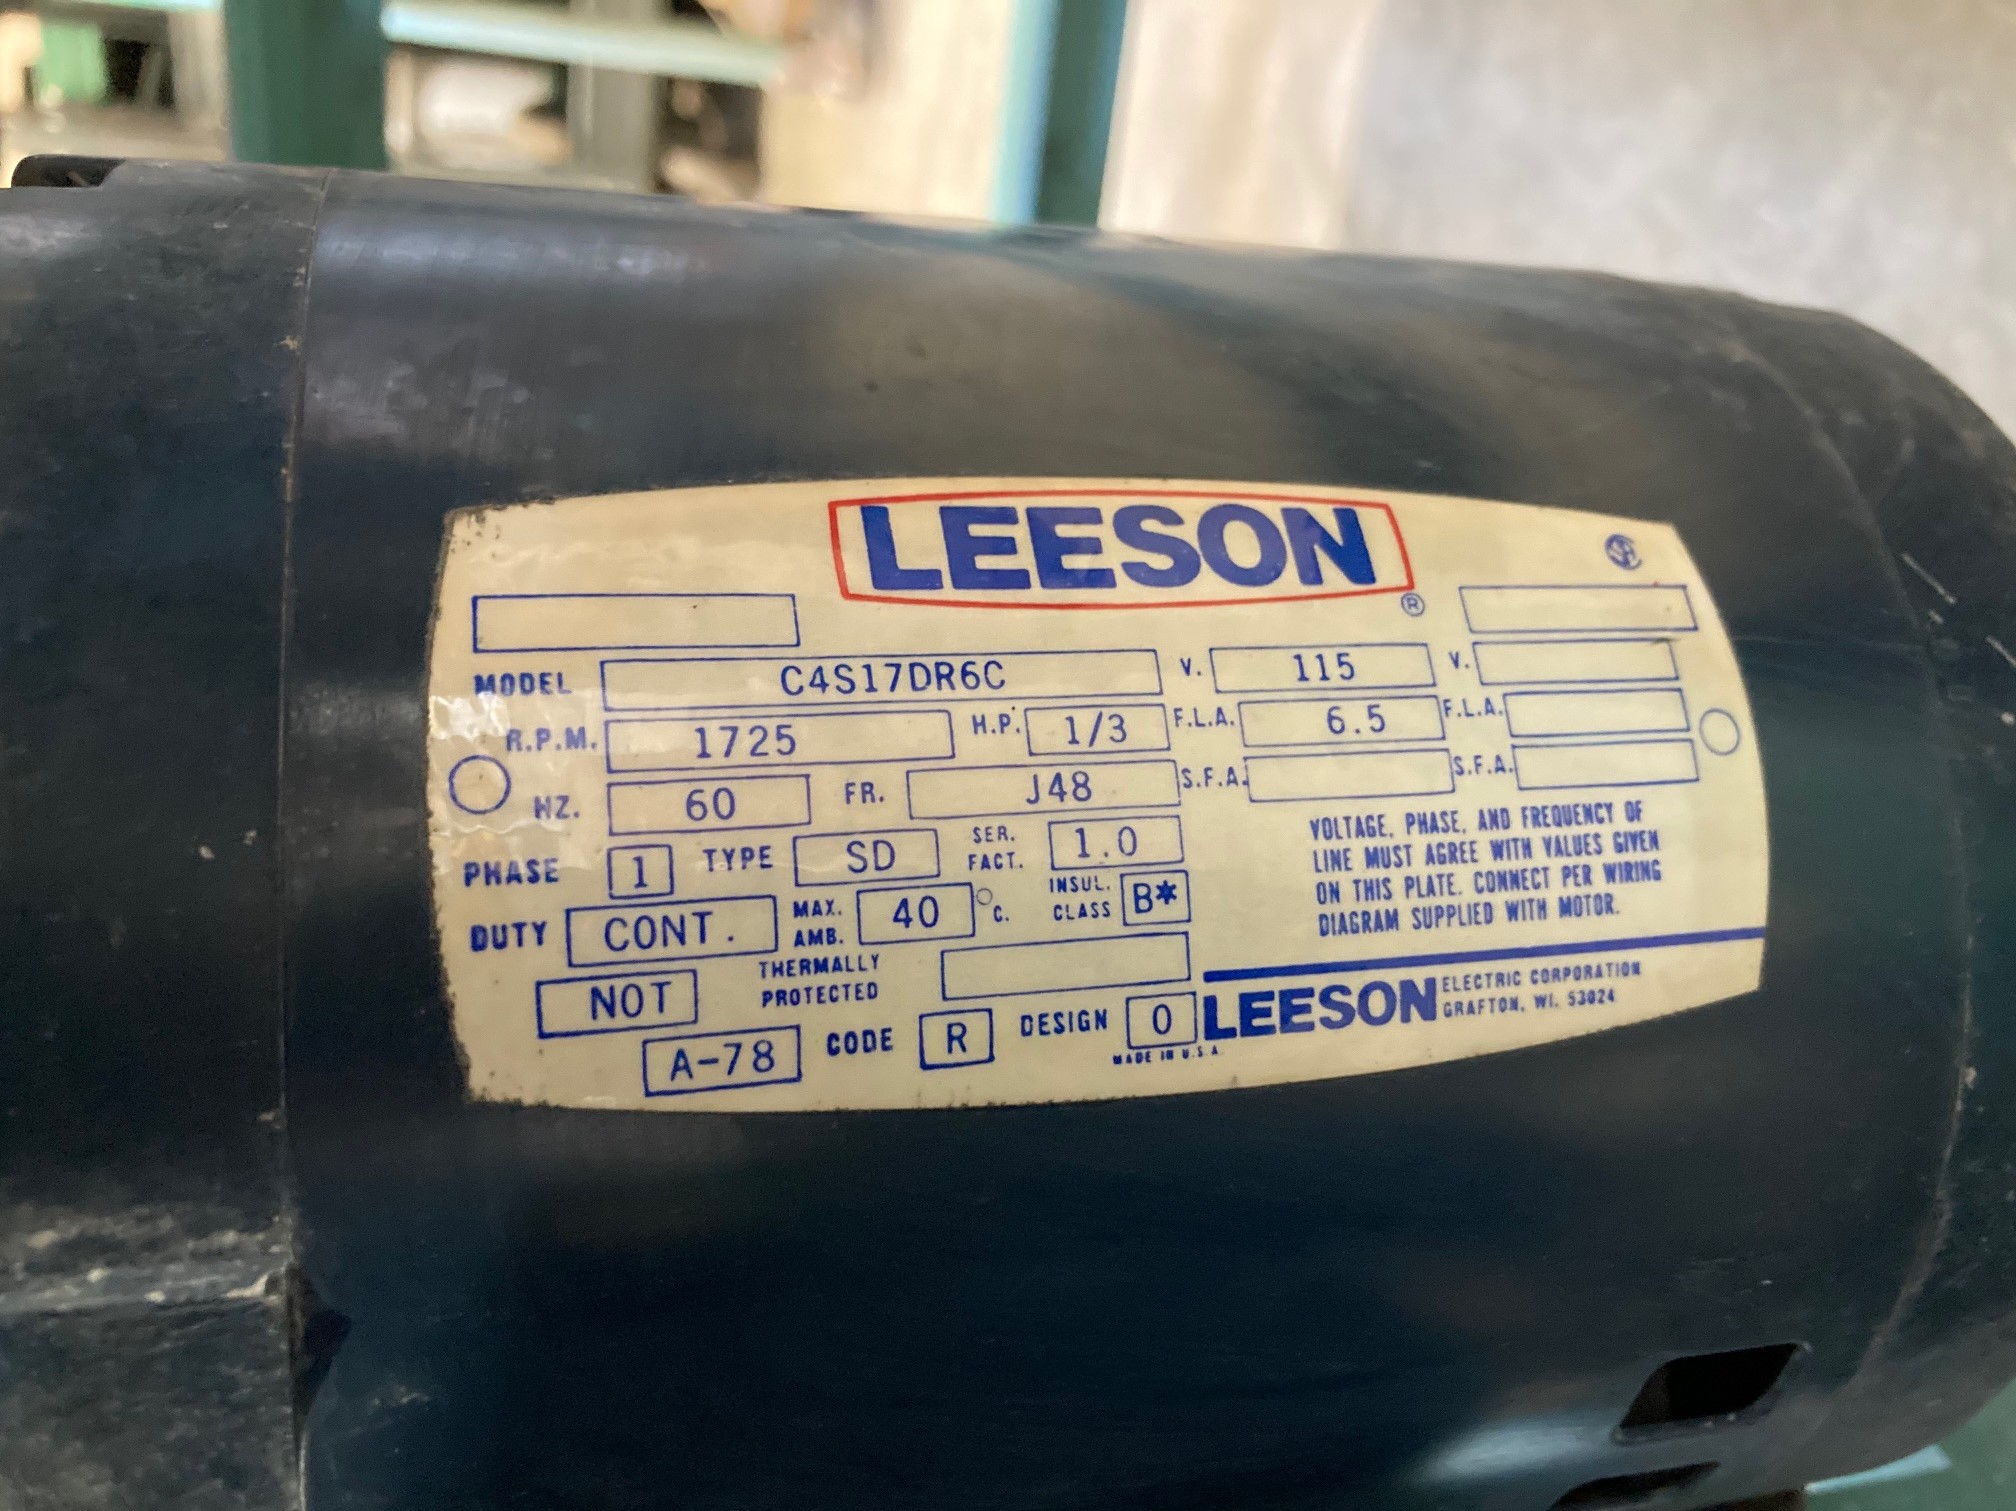 LEESON
®
MODEL C4S17DR6C V. 115 V.
R.P.M. 1725 H.P. 1/3 F.L.A. 6.5 F.L.A.
HZ. 60 FR. J48 S.F.A. S.F.A.
PHASE 1 TYPE SD SER. FACT. 1.0
DUTY CONT. MAX. AMB. 40 °C. INSUL. CLASS B*
NOT THERMALLY PROTECTED
A-78 CODE R DESIGN O
MADE IN U.S.A.
VOLTAGE, PHASE, AND FREQUENCY OF
LINE MUST AGREE WITH VALUES GIVEN
ON THIS PLATE. CONNECT PER WIRING
DIAGRAM SUPPLIED WITH MOTOR.
LEESON ELECTRIC CORPORATION
GRAFTON, WI. 53024